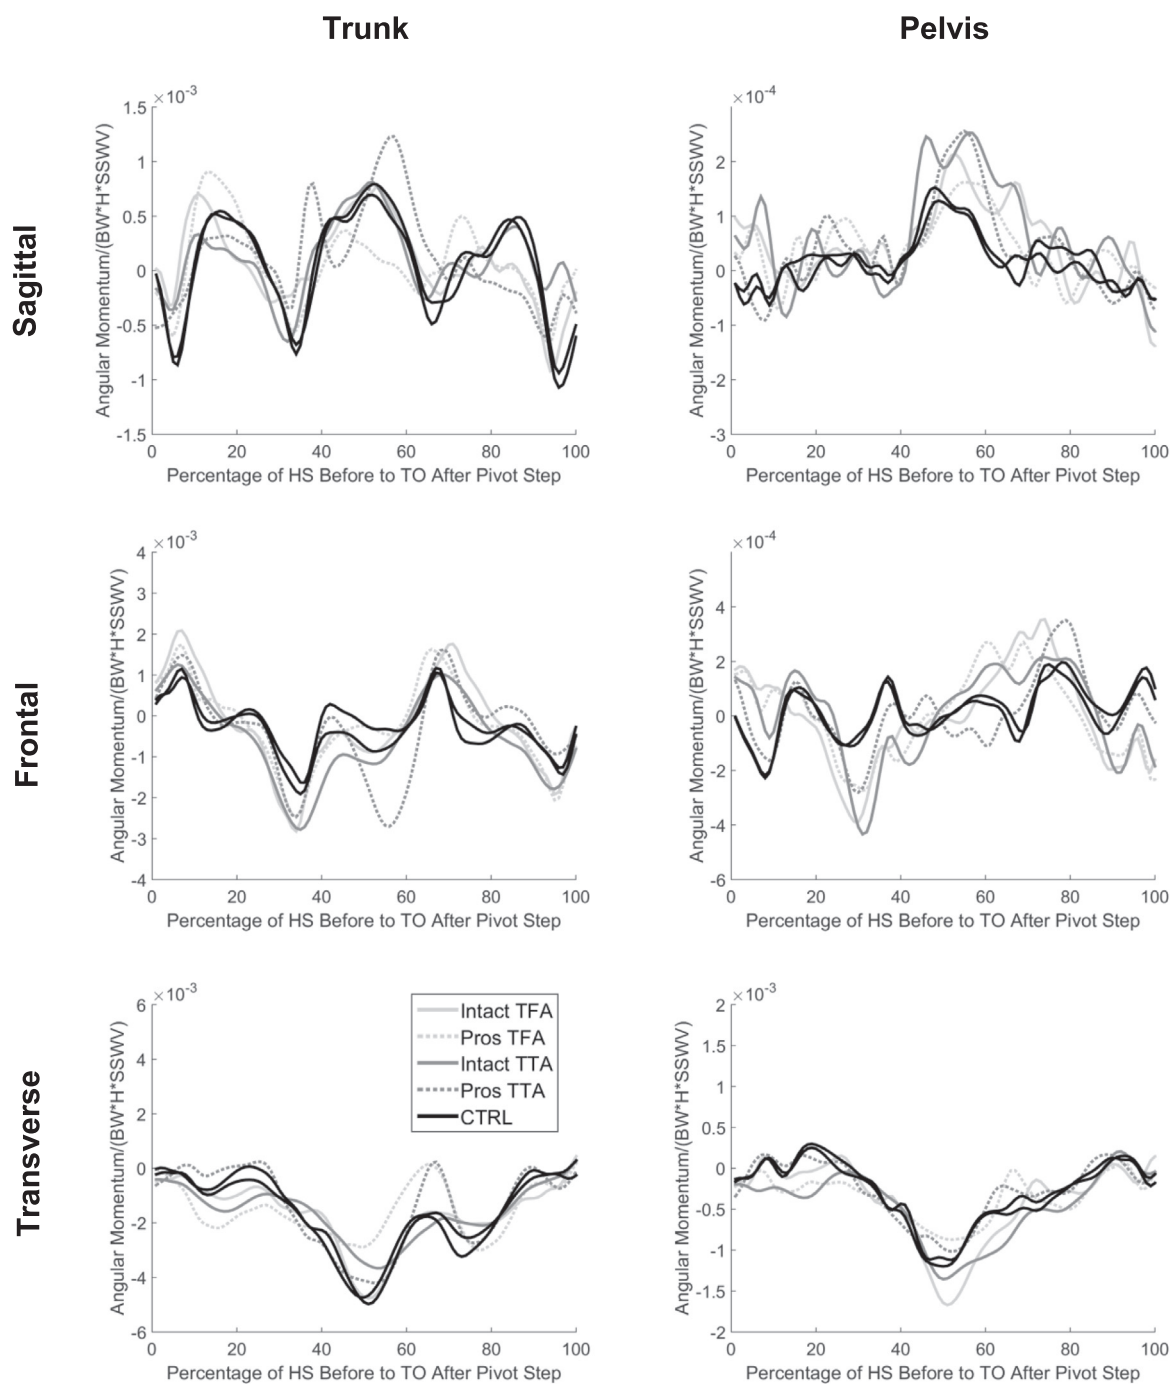 Trunk
Pelvis
Sagittal
×10⁻³
1.5
1
0.5
0
-0.5
-1
-1.5
0 20 40 60 80 100
Angular Momentum/(BW*H*SSWV)
Percentage of HS Before to TO After Pivot Step
×10⁻⁴
2
1
0
-1
-2
-3
0 20 40 60 80 100
Angular Momentum/(BW*H*SSWV)
Percentage of HS Before to TO After Pivot Step
Frontal
×10⁻³
4
3
2
1
0
-1
-2
-3
-4
0 20 40 60 80 100
Angular Momentum/(BW*H*SSWV)
Percentage of HS Before to TO After Pivot Step
×10⁻⁴
4
2
0
-2
-4
-6
0 20 40 60 80 100
Angular Momentum/(BW*H*SSWV)
Percentage of HS Before to TO After Pivot Step
Transverse
×10⁻³
6
4
2
0
-2
-4
-6
0 20 40 60 80 100
Angular Momentum/(BW*H*SSWV)
Percentage of HS Before to TO After Pivot Step
Intact TFA
Pros TFA
Intact TTA
Pros TTA
CTRL
×10⁻³
2
1.5
1
0.5
0
-0.5
-1
-1.5
-2
0 20 40 60 80 100
Angular Momentum/(BW*H*SSWV)
Percentage of HS Before to TO After Pivot Step